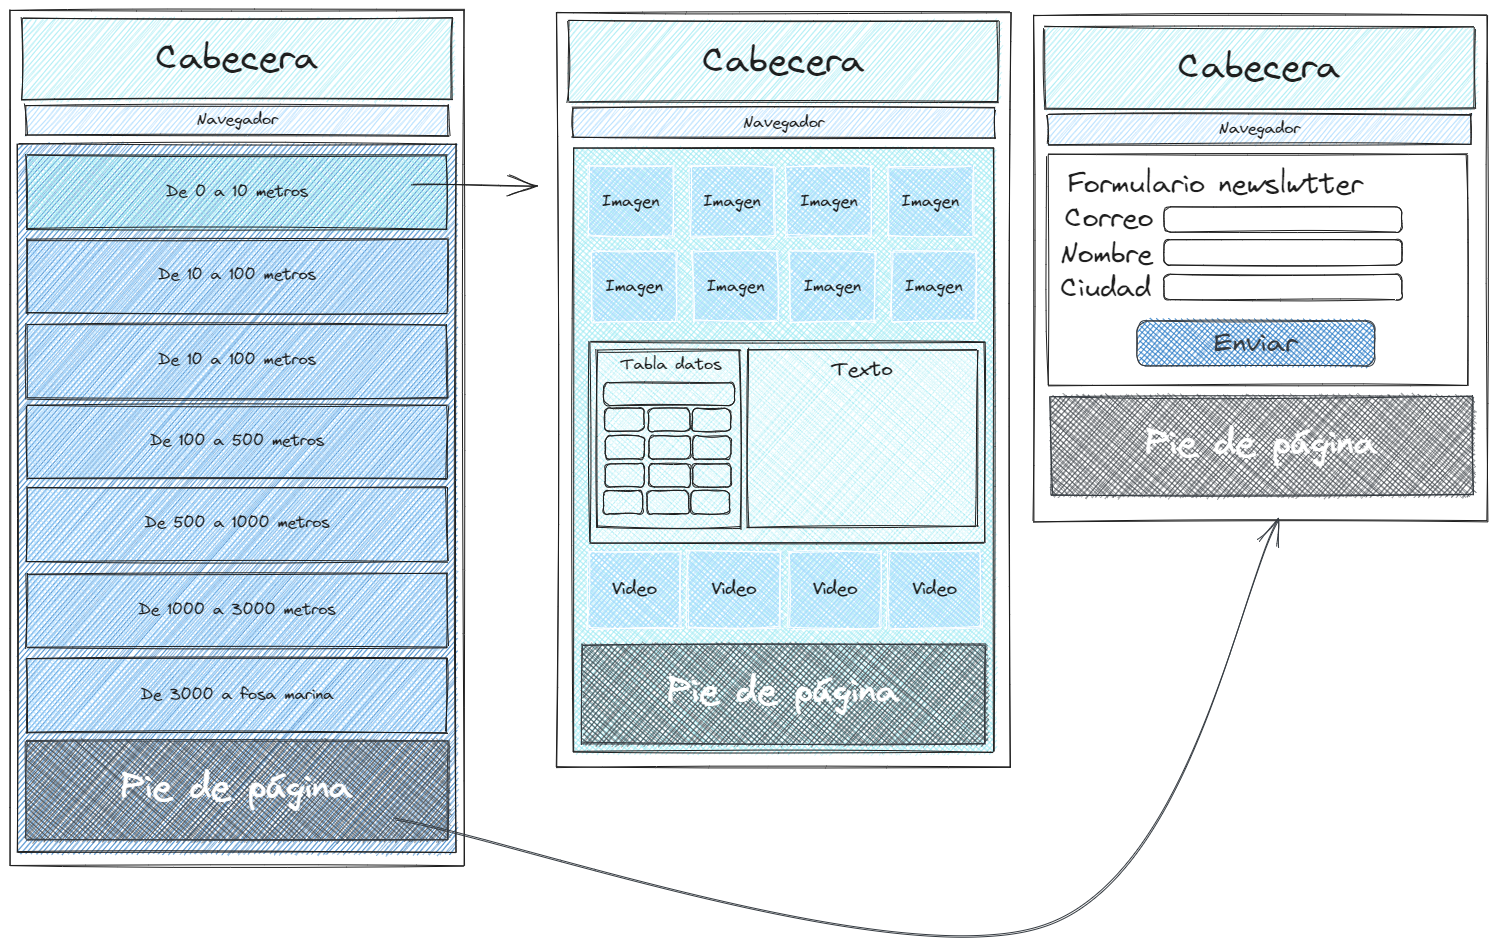 Cabecera
Navegador
De 0 a 10 metros
De 10 a 100 metros
De 10 a 100 metros
De 100 a 500 metros
De 500 a 1000 metros
De 1000 a 3000 metros
De 3000 a fosa marina
Pie de página
Cabecera
Navegador
Imagen Imagen Imagen Imagen
Imagen Imagen Imagen Imagen
Tabla datos
Texto
Video Video Video Video
Pie de página
Cabecera
Navegador
Formulario newslwtter
Correo
Nombre
Ciudad
Enviar
Pie de página